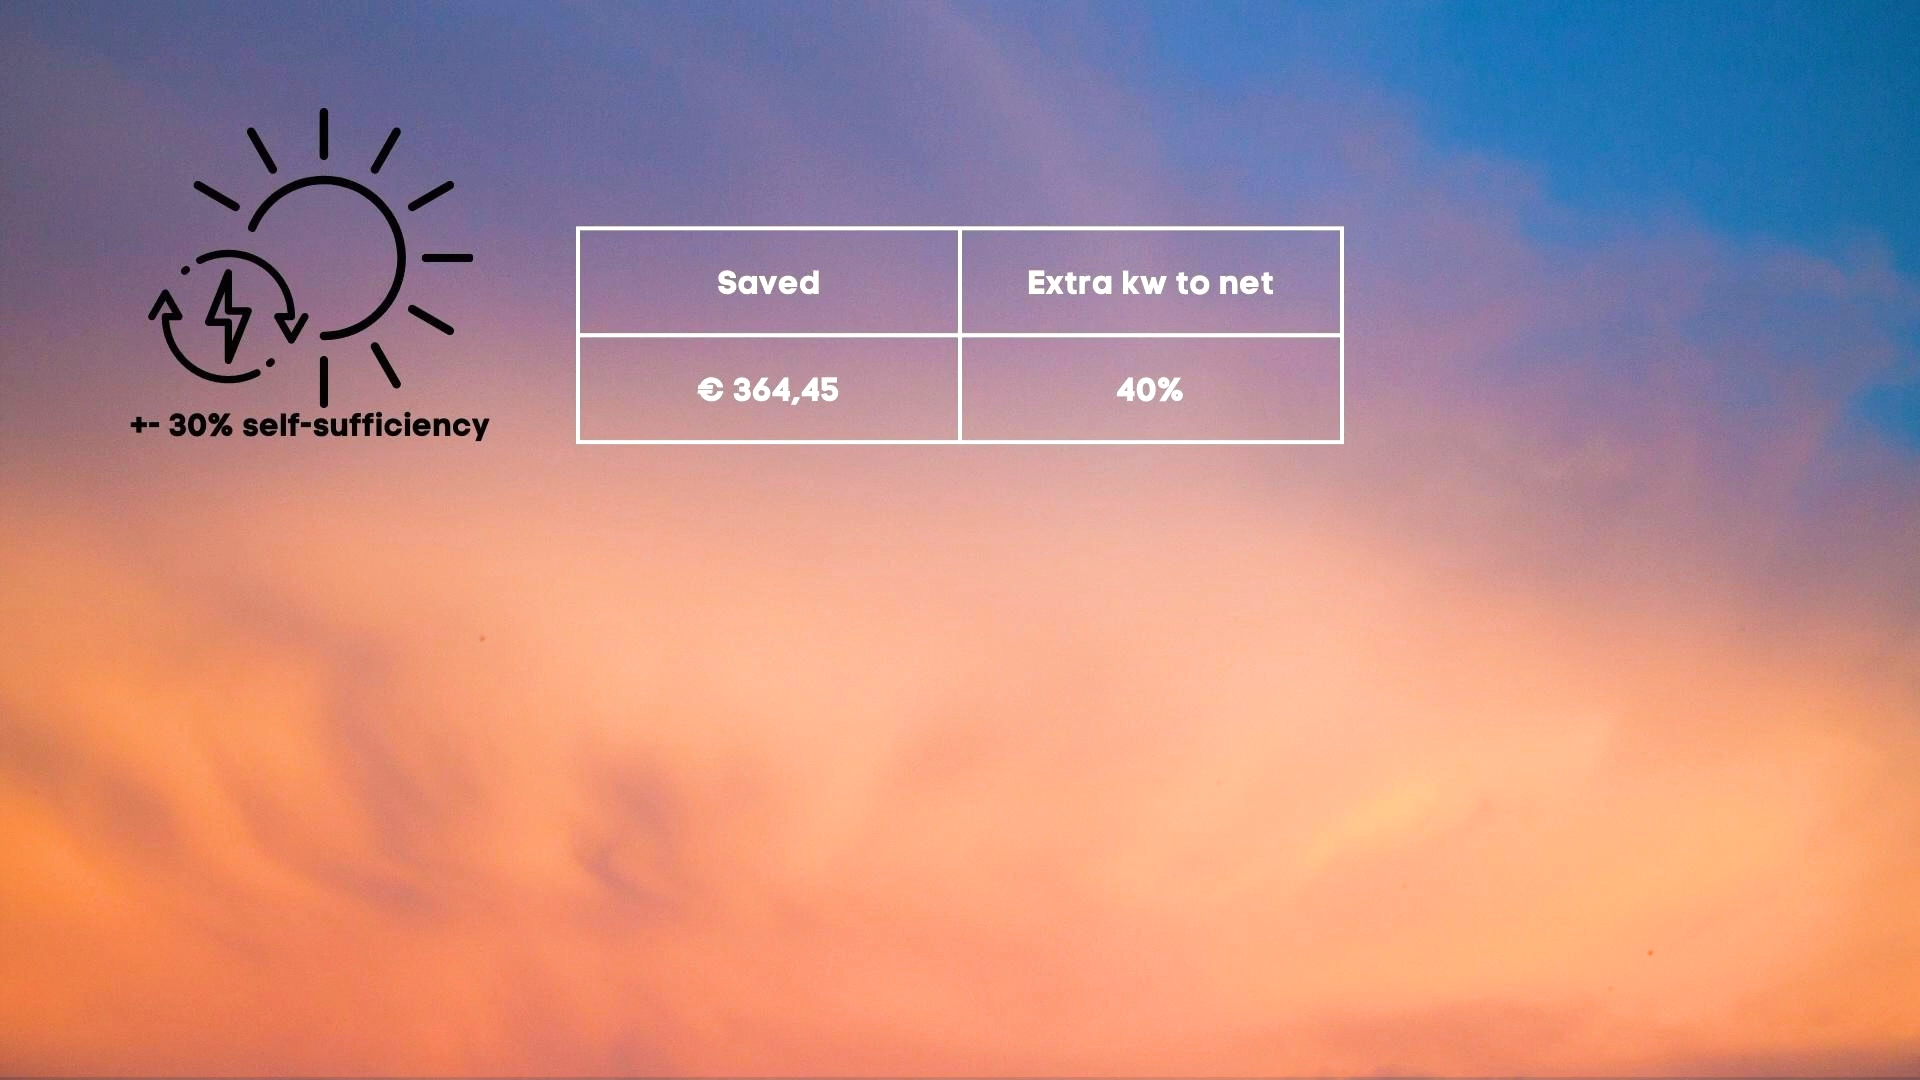 +- 30% self-sufficiency
Saved
Extra kw to net
€ 364,45
40%